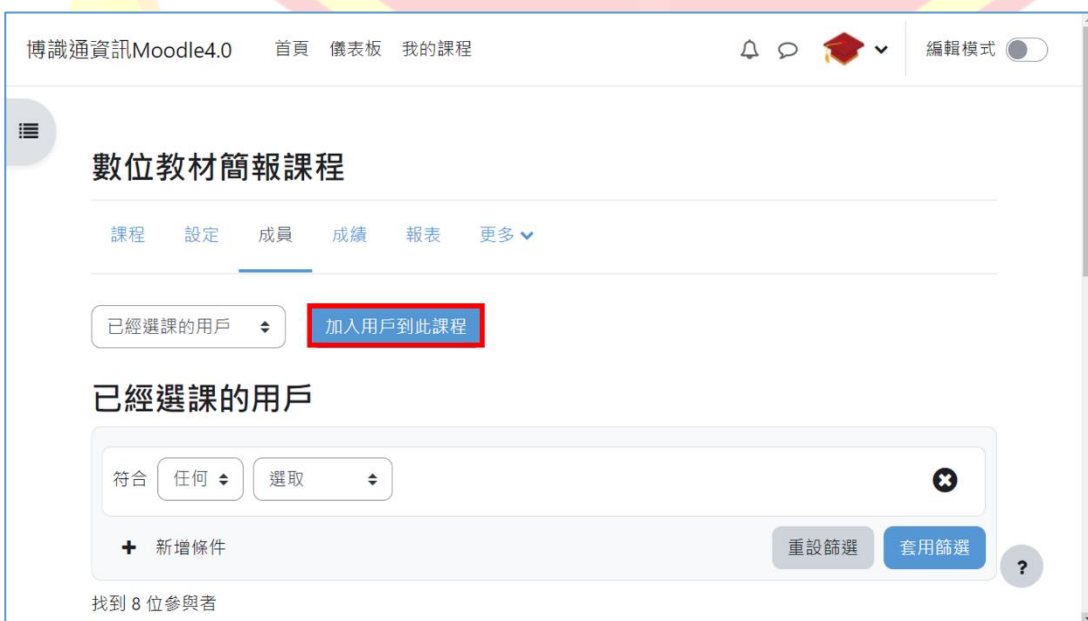 博識通資訊Moodle4.0 首頁 儀表板 我的課程 編輯模式
數位教材簡報課程
課程 設定 成員 成績 報表 更多
已經選課的用戶 加入用戶到此課程
已經選課的用戶
符合 任何 選取
新增條件 重設篩選 套用篩選
?
找到 8 位參與者